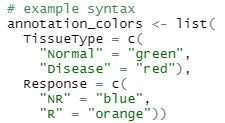 # example syntax
annotation_colors <- list(
  TissueType = c(
    "Normal" = "green",
    "Disease" = "red"),
  Response = c(
    "NR" = "blue",
    "R" = "orange"))